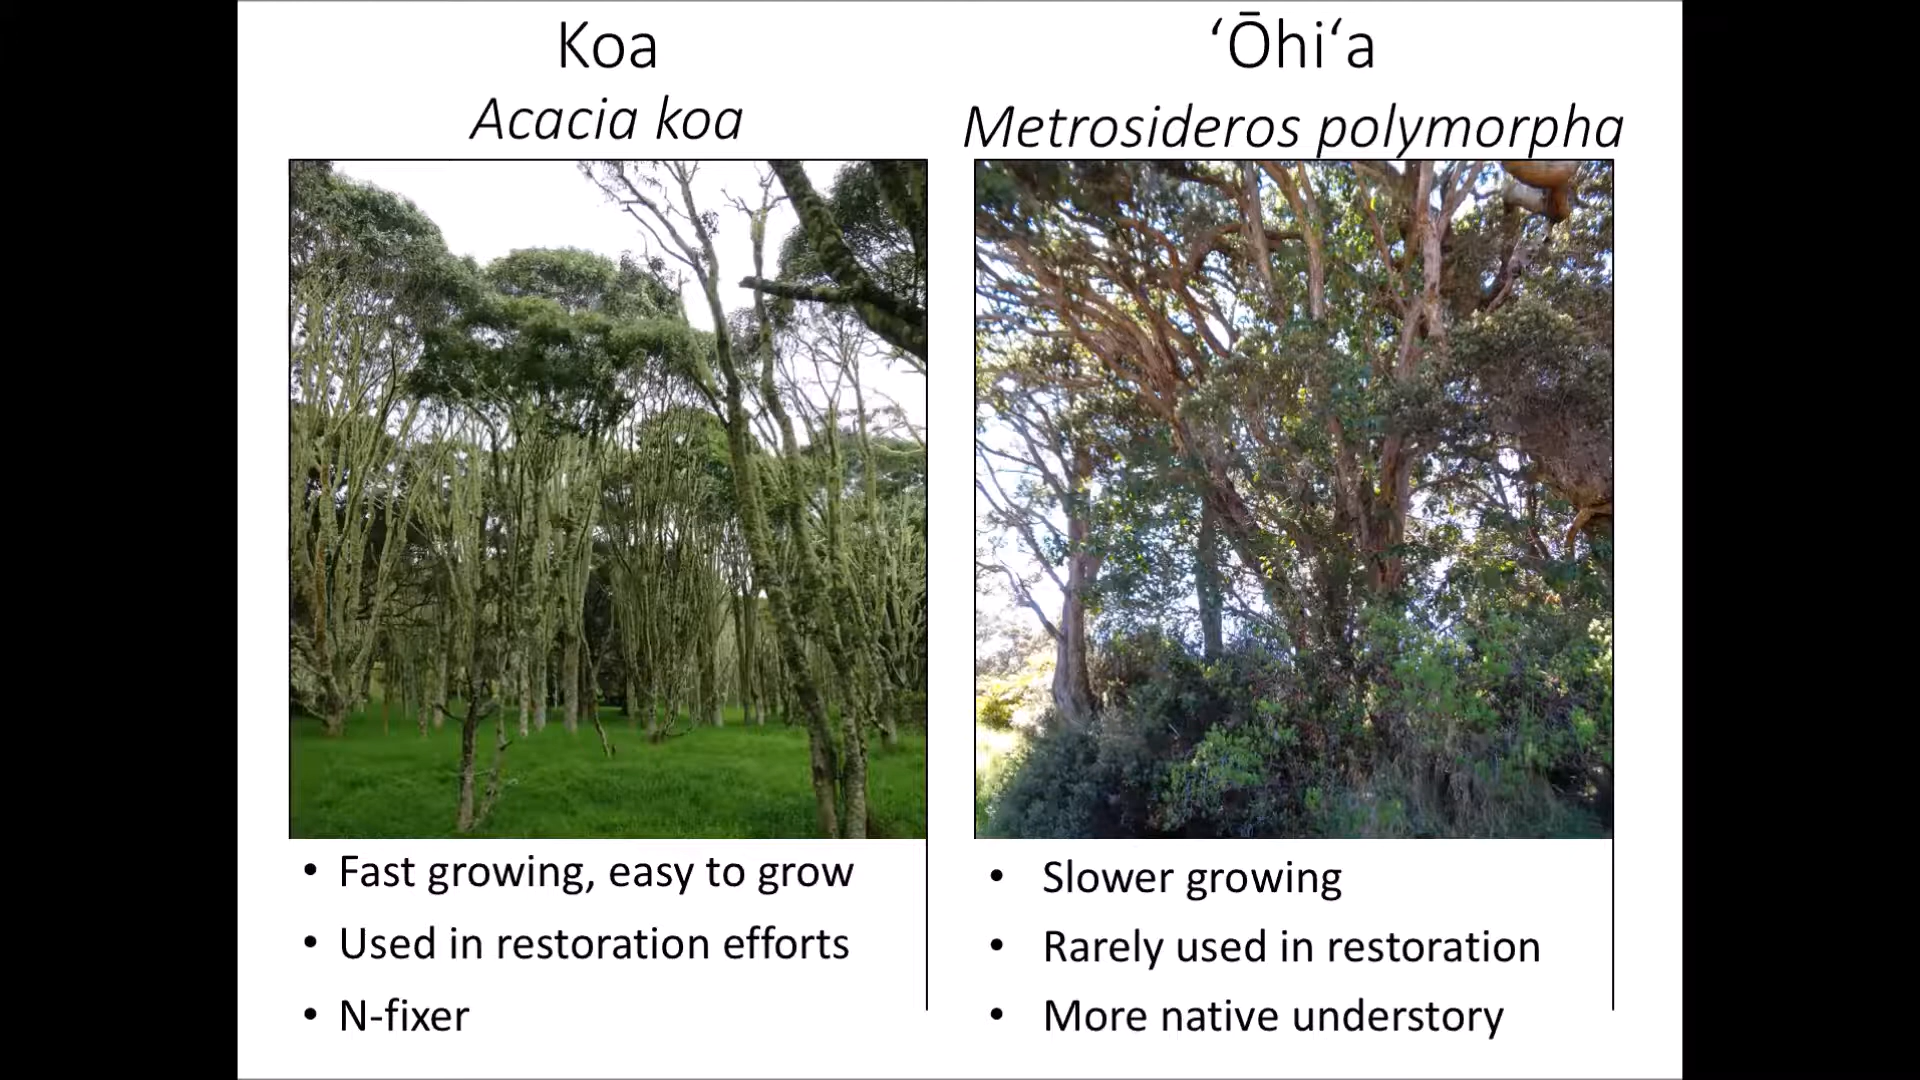 Koa
Acacia koa
• Fast growing, easy to grow
• Used in restoration efforts
• N-fixer
ʻŌhiʻa
Metrosideros polymorpha
• Slower growing
• Rarely used in restoration
• More native understory